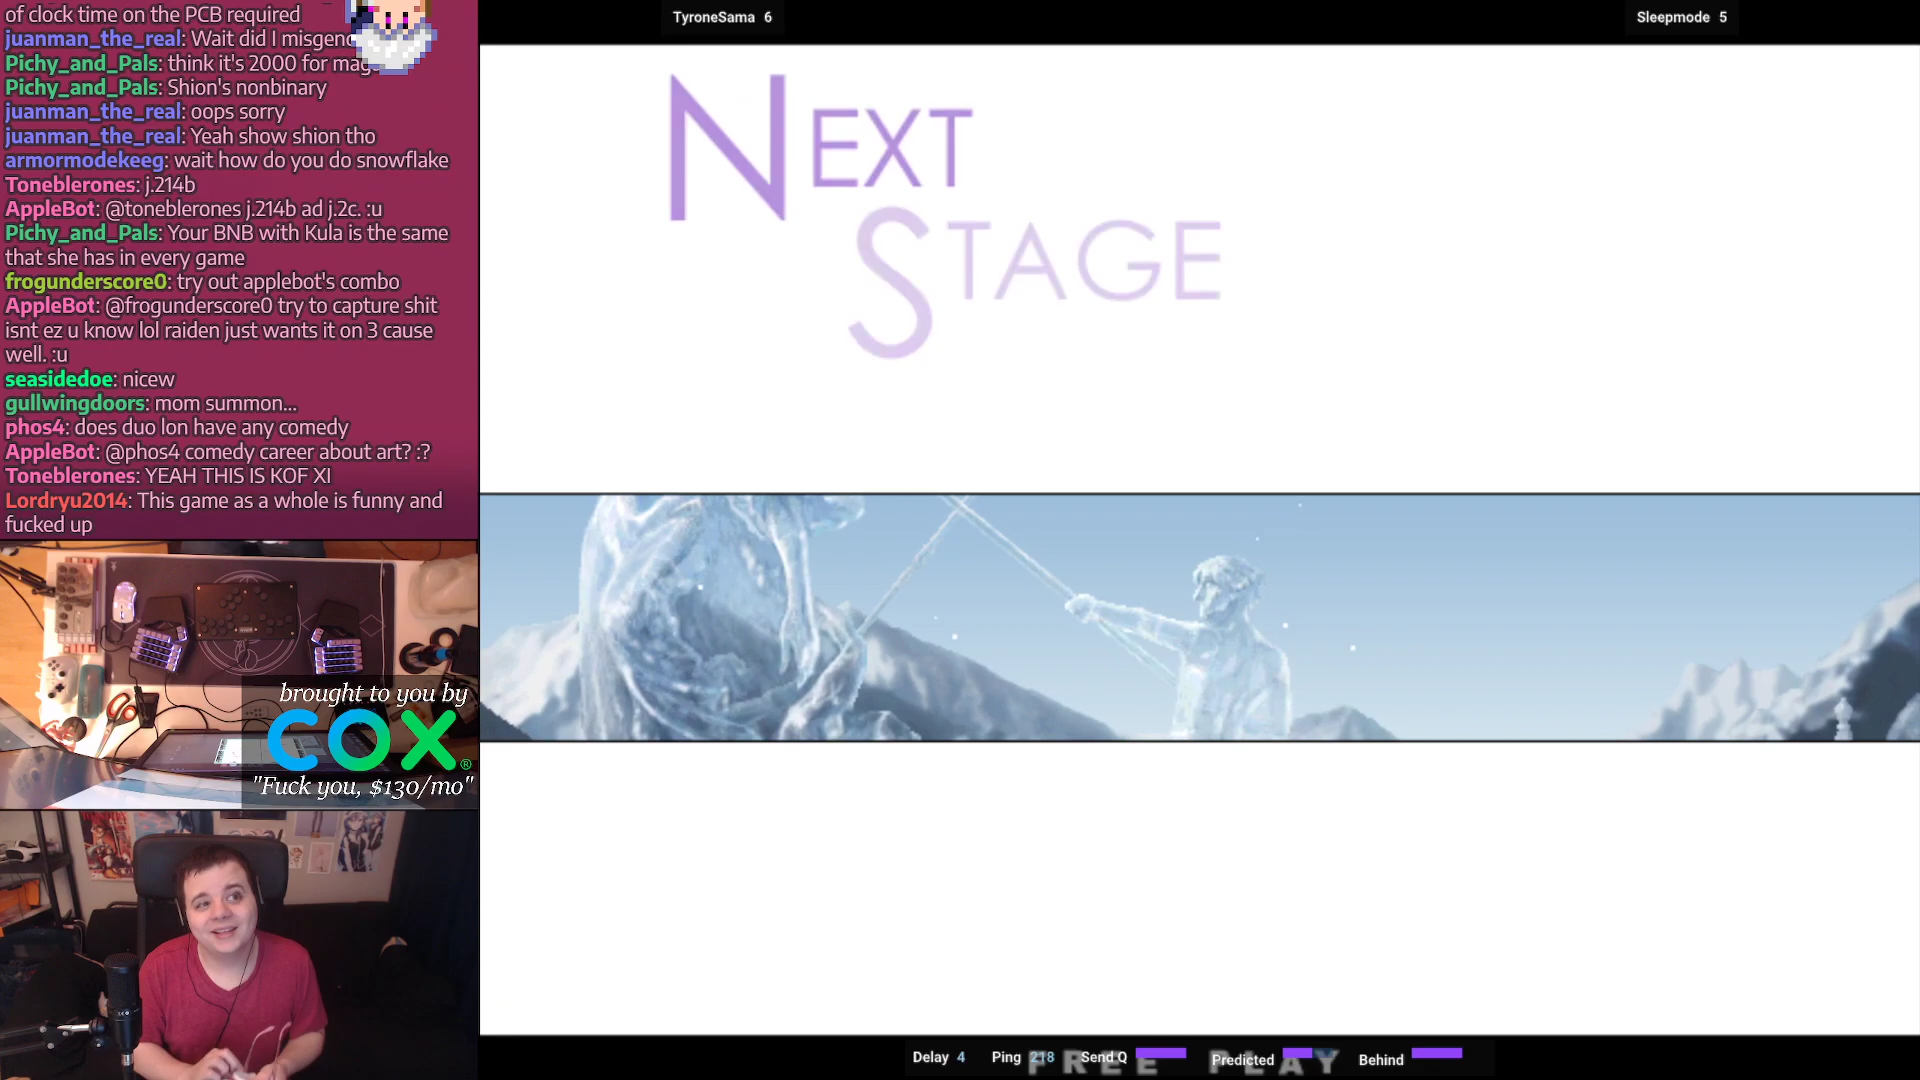 of clock time on the PCB required
juanman_the_real: Wait did I misgend
Pichy_and_Pals: think it's 2000 for mag
Pichy_and_Pals: Shion's nonbinary
juanman_the_real: oops sorry
juanman_the_real: Yeah show shion tho
armormodekeeg: wait how do you do snowflake
Toneblerones: j.214b
AppleBot: @toneblerones j.214b ad j.2c. :u
Pichy_and_Pals: Your BNB with Kula is the same
that she has in every game
frogunderscore0: try out applebot's combo
AppleBot: @frogunderscore0 try to capture shit
isnt ez u know lol raiden just wants it on 3 cause
well. :u
seasidedoe: nicew
gullwingdoors: mom summon...
phos4: does duo lon have any comedy
AppleBot: @phos4 comedy career about art? :?
Toneblerones: YEAH THIS IS KOF XI
Lordryu2014: This game as a whole is funny and
fucked up
brought to you by
COX®
"Fuck you, $130/mo"
TyroneSama 6
Sleepmode 5
NEXT
STAGE
Delay 4 Ping 218 Send Q Predicted Behind
FREE PLAY